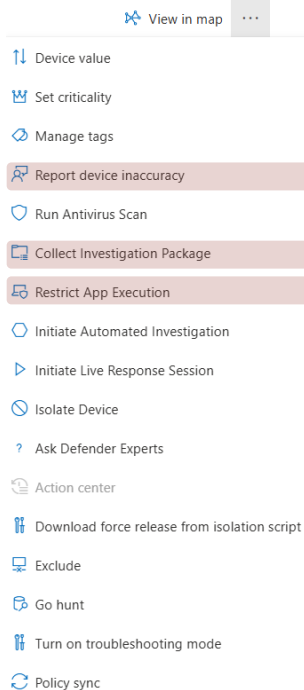 View in map ...
Device value
Set criticality
Manage tags
Report device inaccuracy
Run Antivirus Scan
Collect Investigation Package
Restrict App Execution
Initiate Automated Investigation
Initiate Live Response Session
Isolate Device
? Ask Defender Experts
Action center
Download force release from isolation script
Exclude
Go hunt
Turn on troubleshooting mode
Policy sync